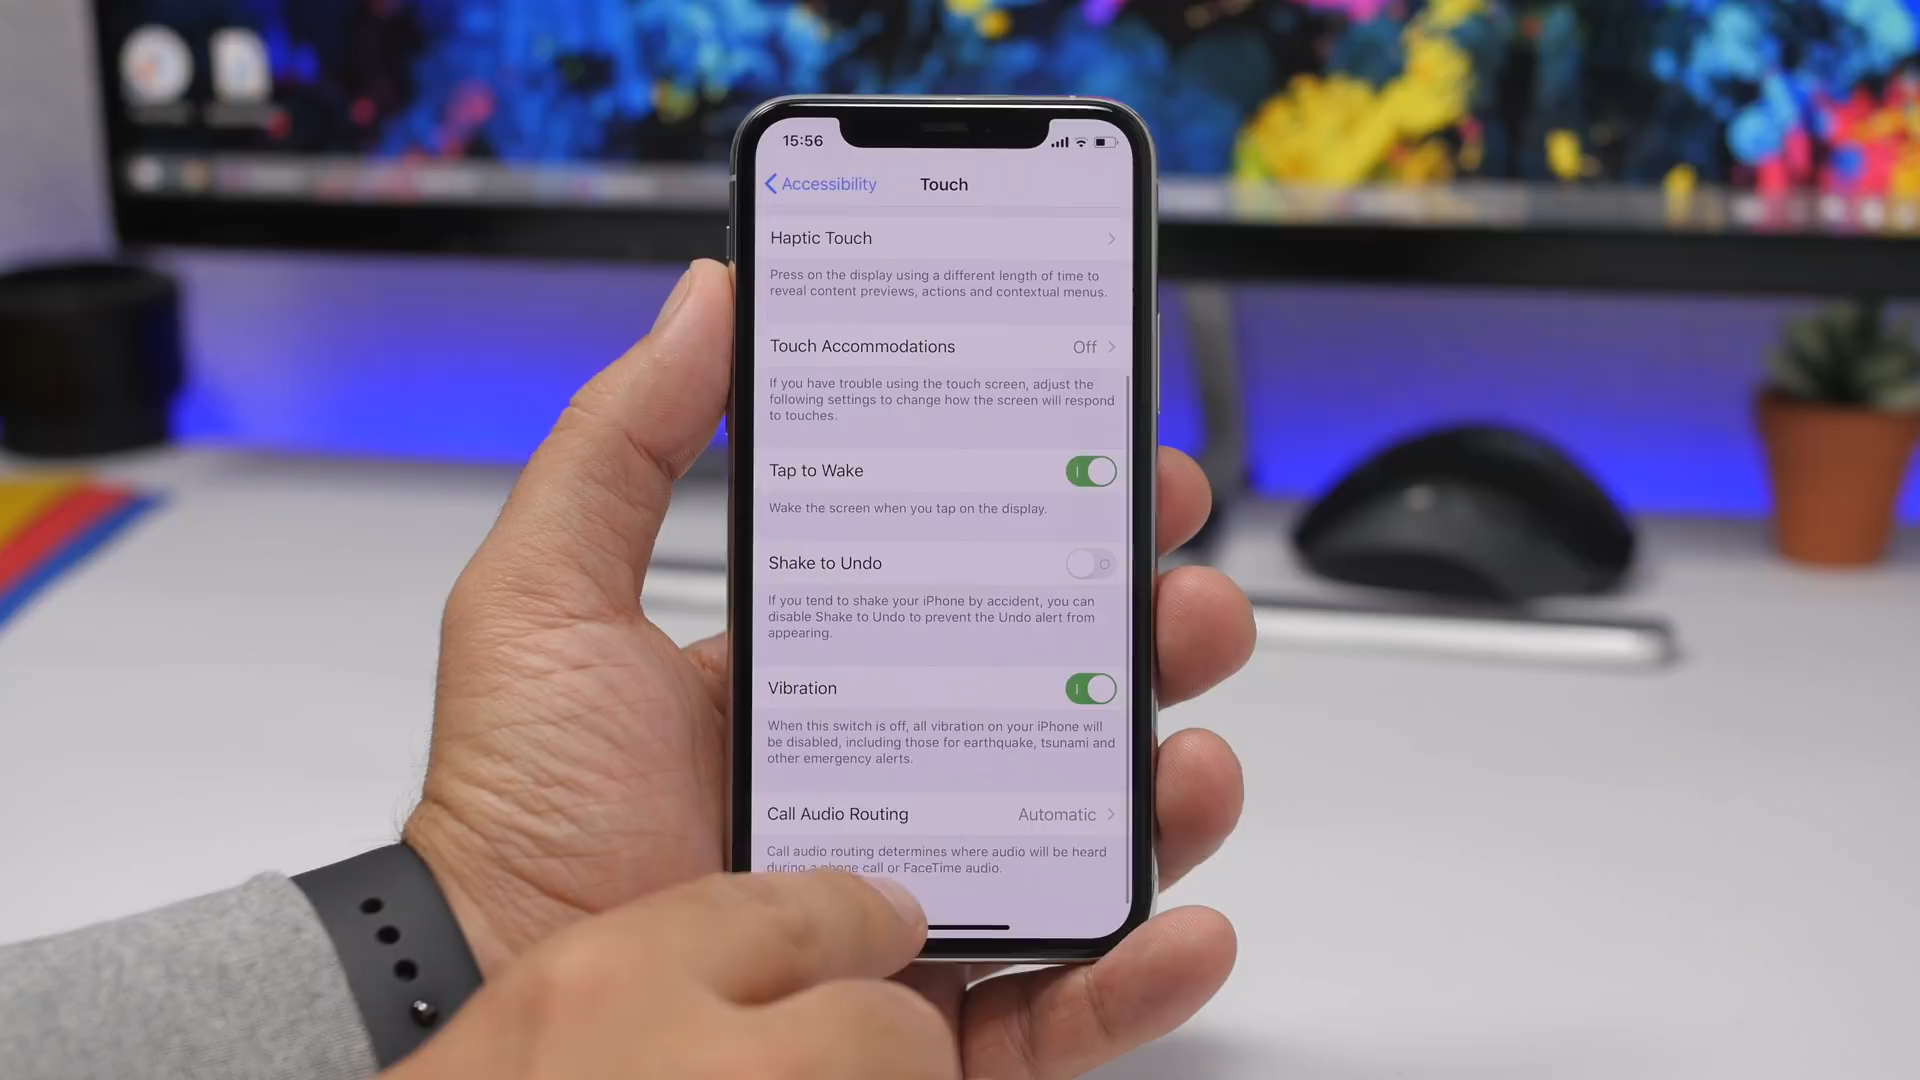 15:56
Accessibility
Touch
Haptic Touch
Press on the display using a different length of time to
reveal content previews, actions and contextual menus.
Touch Accommodations Off
If you have trouble using the touch screen, adjust the
following settings to change how the screen will respond
to touches.
Tap to Wake
Wake the screen when you tap on the display.
Shake to Undo
If you tend to shake your iPhone by accident, you can
disable Shake to Undo to prevent the Undo alert from
appearing.
Vibration
When this switch is off, all vibration on your iPhone will
be disabled, including those for earthquake, tsunami and
other emergency alerts.
Call Audio Routing Automatic
Call audio routing determines where audio will be heard
during a phone call or FaceTime audio.